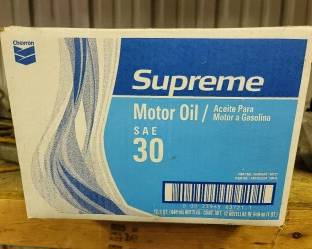 Chevron
Supreme
Motor Oil / Aceite Para
Motor a Gasolina
SAE
30